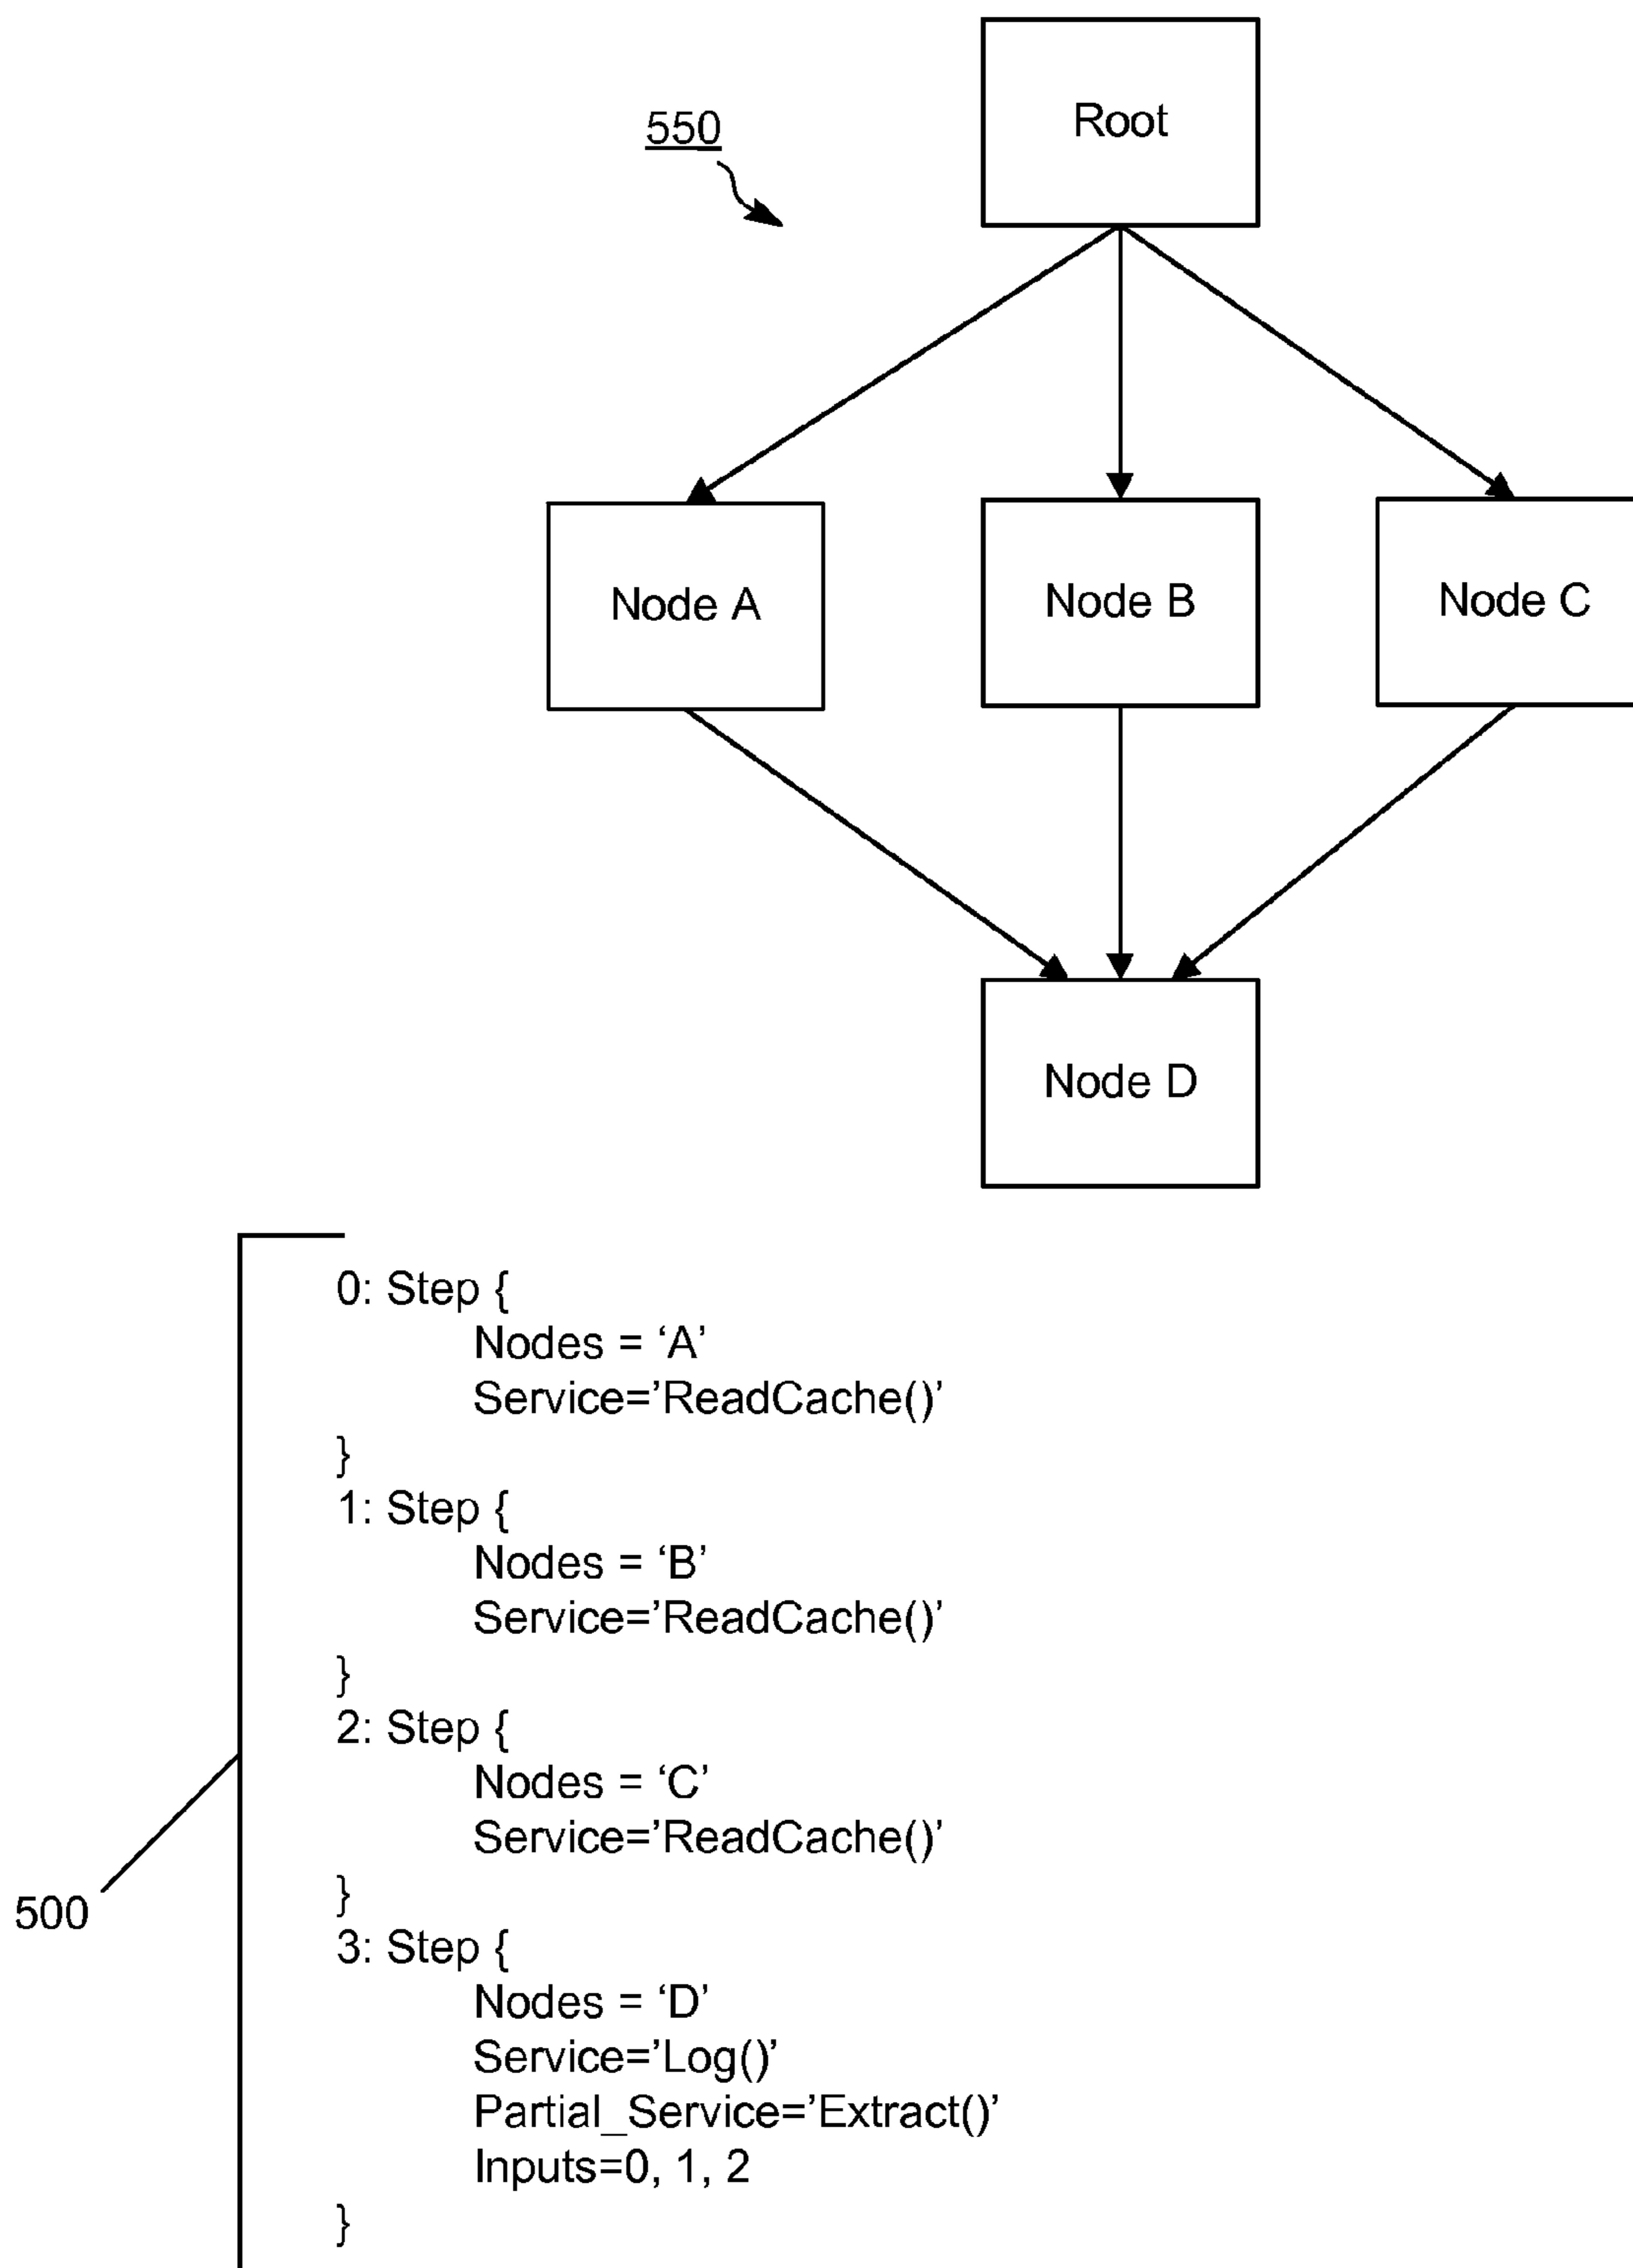 Root
550
Node A
Node B
Node C
Node D
0: Step {
Nodes = ‘A’
Service=’ReadCache()’
}
1: Step {
Nodes = ‘B’
Service=’ReadCache()’
}
2: Step {
Nodes = ‘C’
Service=’ReadCache()’
}
500
3: Step {
Nodes = ‘D’
Service=’Log()’
Partial_Service=’Extract()’
Inputs=0, 1, 2
}